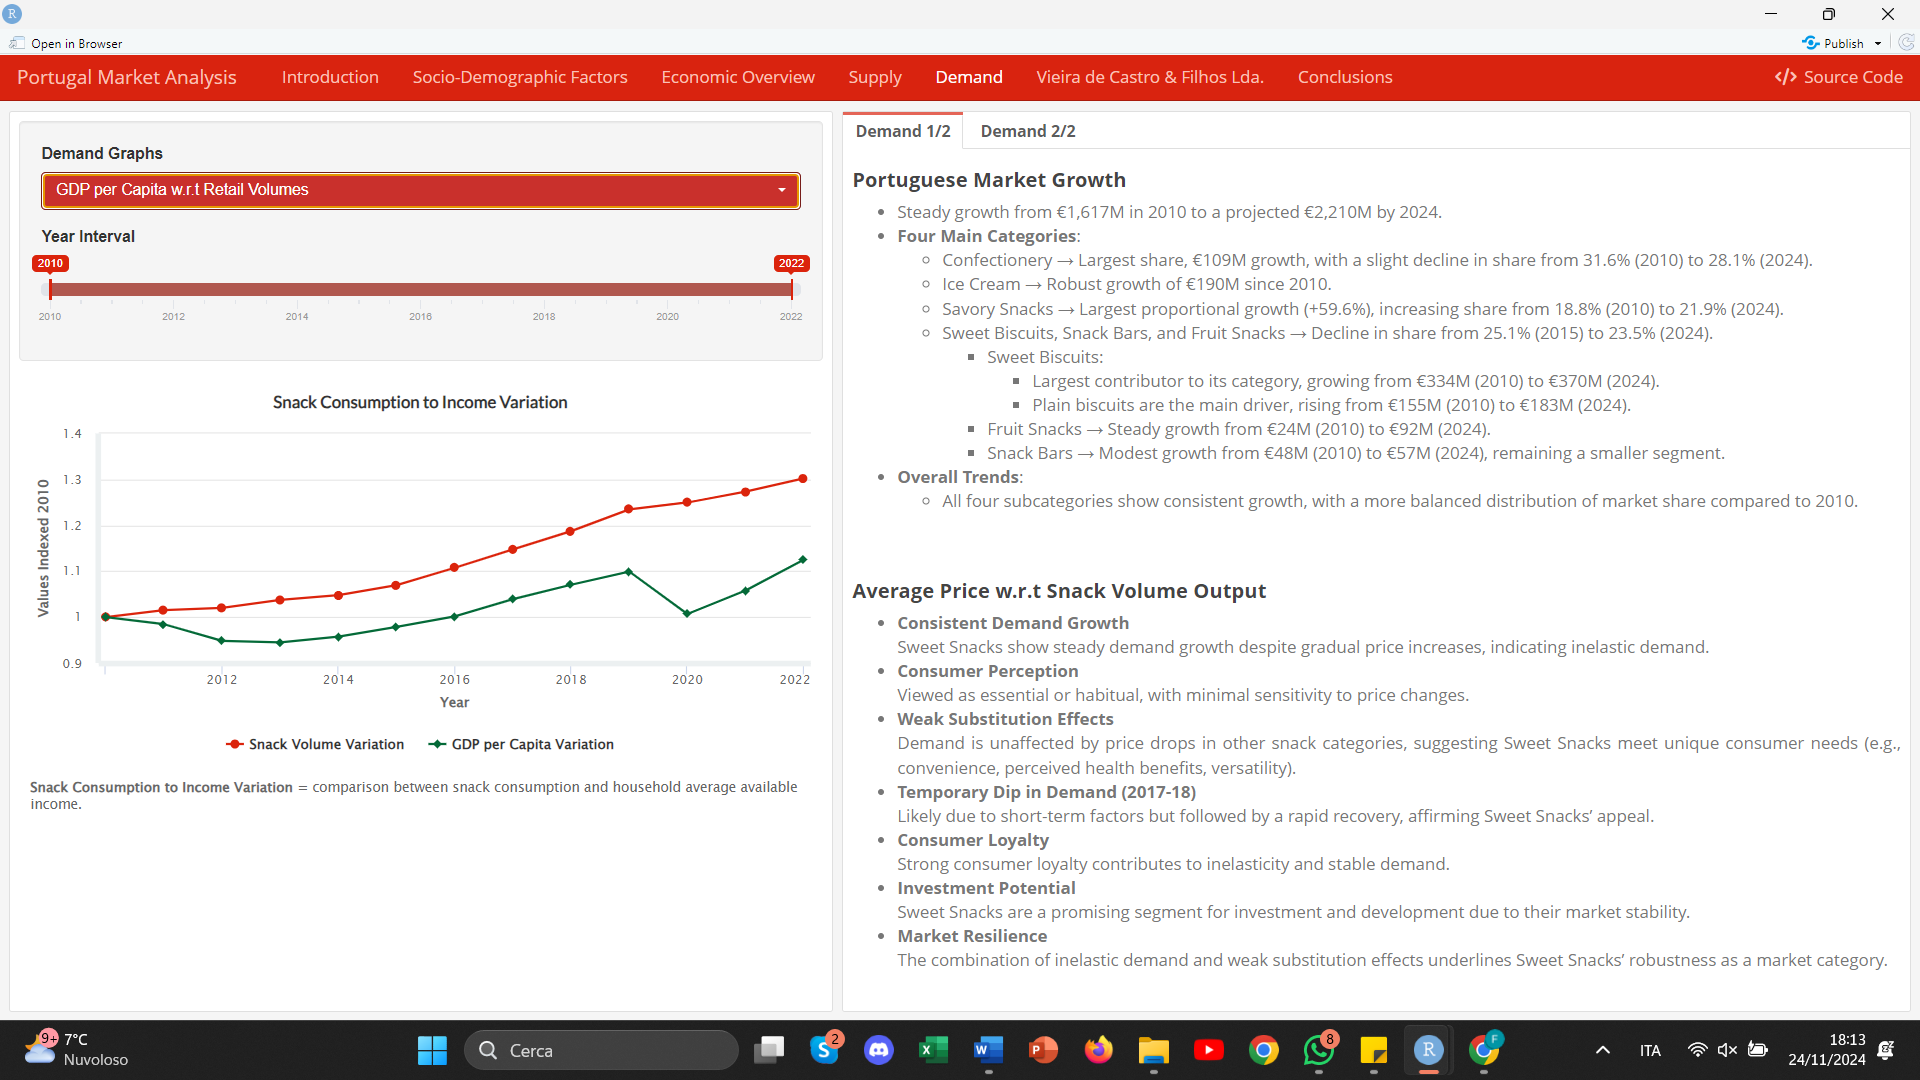 R
Open in Browser
Publish
Portugal Market Analysis
Introduction
Socio-Demographic Factors
Economic Overview
Supply
Demand
Vieira de Castro & Filhos Lda.
Conclusions
</> Source Code
Demand Graphs
GDP per Capita w.r.t Retail Volumes
Year Interval
2010
2022
2010 2012 2014 2016 2018 2020 2022
Snack Consumption to Income Variation
1.4
1.3
1.2
1.1
1
0.9
Values Indexed 2010
2012 2014 2016 2018 2020 2022
Year
Snack Volume Variation
GDP per Capita Variation
Snack Consumption to Income Variation = comparison between snack consumption and household average available
income.
Demand 1/2
Demand 2/2
Portuguese Market Growth
Steady growth from €1,617M in 2010 to a projected €2,210M by 2024.
Four Main Categories:
Confectionery → Largest share, €109M growth, with a slight decline in share from 31.6% (2010) to 28.1% (2024).
Ice Cream → Robust growth of €190M since 2010.
Savory Snacks → Largest proportional growth (+59.6%), increasing share from 18.8% (2010) to 21.9% (2024).
Sweet Biscuits, Snack Bars, and Fruit Snacks → Decline in share from 25.1% (2015) to 23.5% (2024).
Sweet Biscuits:
Largest contributor to its category, growing from €334M (2010) to €370M (2024).
Plain biscuits are the main driver, rising from €155M (2010) to €183M (2024).
Fruit Snacks → Steady growth from €24M (2010) to €92M (2024).
Snack Bars → Modest growth from €48M (2010) to €57M (2024), remaining a smaller segment.
Overall Trends:
All four subcategories show consistent growth, with a more balanced distribution of market share compared to 2010.
Average Price w.r.t Snack Volume Output
Consistent Demand Growth
Sweet Snacks show steady demand growth despite gradual price increases, indicating inelastic demand.
Consumer Perception
Viewed as essential or habitual, with minimal sensitivity to price changes.
Weak Substitution Effects
Demand is unaffected by price drops in other snack categories, suggesting Sweet Snacks meet unique consumer needs (e.g.,
convenience, perceived health benefits, versatility).
Temporary Dip in Demand (2017-18)
Likely due to short-term factors but followed by a rapid recovery, affirming Sweet Snacks’ appeal.
Consumer Loyalty
Strong consumer loyalty contributes to inelasticity and stable demand.
Investment Potential
Sweet Snacks are a promising segment for investment and development due to their market stability.
Market Resilience
The combination of inelastic demand and weak substitution effects underlines Sweet Snacks’ robustness as a market category.
9+
7°C
Nuvoloso
Cerca
S
2
X
W
P
8
R
F
ITA
18:13
24/11/2024